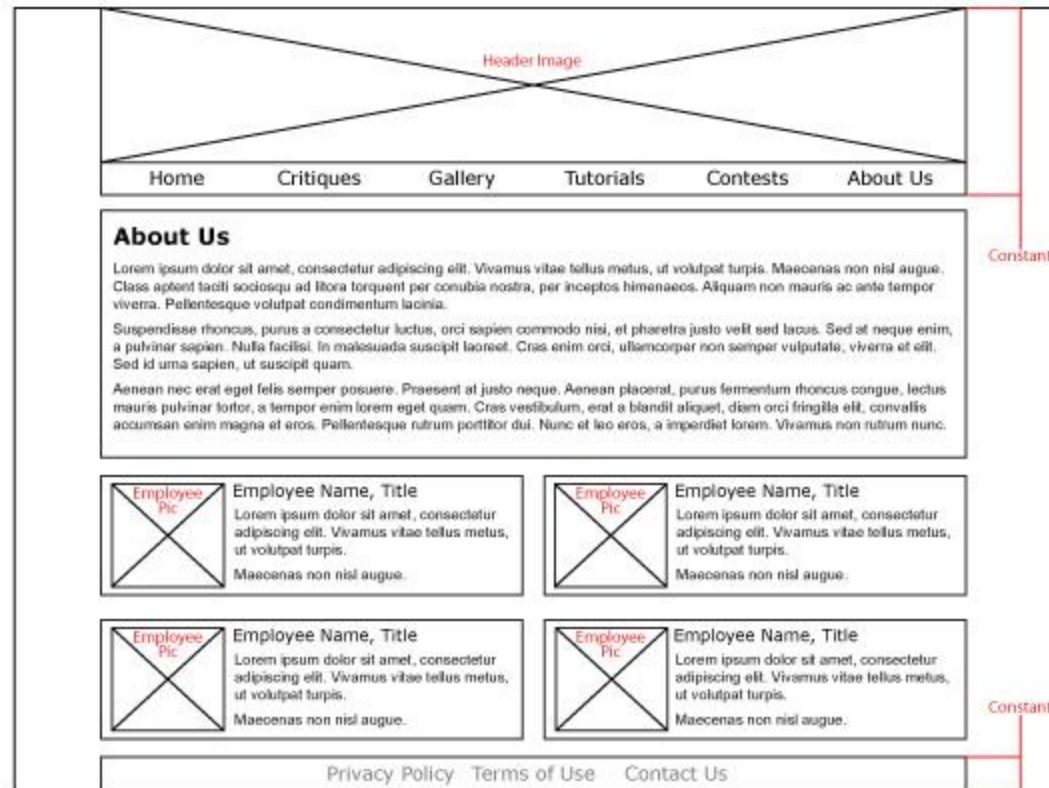 Header Image
Home Critiques Gallery Tutorials Contests About Us
Constant
About Us
Lorem ipsum dolor sit amet, consectetur adipiscing elit. Vivamus vitae tellus metus, ut volutpat turpis. Maecenas non nisl augue.
Class aptent taciti sociosqu ad litora torquent per conubia nostra, per inceptos himenaeos. Aliquam non mauris ac ante tempor
viverra. Pellentesque volutpat condimentum lacinia.
Suspendisse rhoncus, purus a consectetur luctus, orci sapien commodo nisi, et pharetra justo velit sed lacus. Sed at neque enim,
a pulvinar sapien. Nulla facilisi. In malesuada suscipit laoreet. Cras enim orci, ullamcorper non semper vulputate, viverra et elit.
Sed id urna sapien, ut suscipit quam.
Aenean nec erat eget felis semper posuere. Praesent at justo neque. Aenean placerat, purus fermentum rhoncus congue, lectus
mauris pulvinar tortor, a tempor enim lorem eget quam. Cras vestibulum, erat a blandit aliquet, diam orci fringilla elit, convallis
accumsan enim magna et eros. Pellentesque rutrum porttitor dui. Nunc et leo eros, a imperdiet lorem. Vivamus non rutrum nunc.
Employee
Pic
Employee Name, Title
Lorem ipsum dolor sit amet, consectetur
adipiscing elit. Vivamus vitae tellus metus,
ut volutpat turpis.
Maecenas non nisl augue.
Employee
Pic
Employee Name, Title
Lorem ipsum dolor sit amet, consectetur
adipiscing elit. Vivamus vitae tellus metus,
ut volutpat turpis.
Maecenas non nisl augue.
Employee
Pic
Employee Name, Title
Lorem ipsum dolor sit amet, consectetur
adipiscing elit. Vivamus vitae tellus metus,
ut volutpat turpis.
Maecenas non nisl augue.
Employee
Pic
Employee Name, Title
Lorem ipsum dolor sit amet, consectetur
adipiscing elit. Vivamus vitae tellus metus,
ut volutpat turpis.
Maecenas non nisl augue.
Constant
Privacy Policy Terms of Use Contact Us